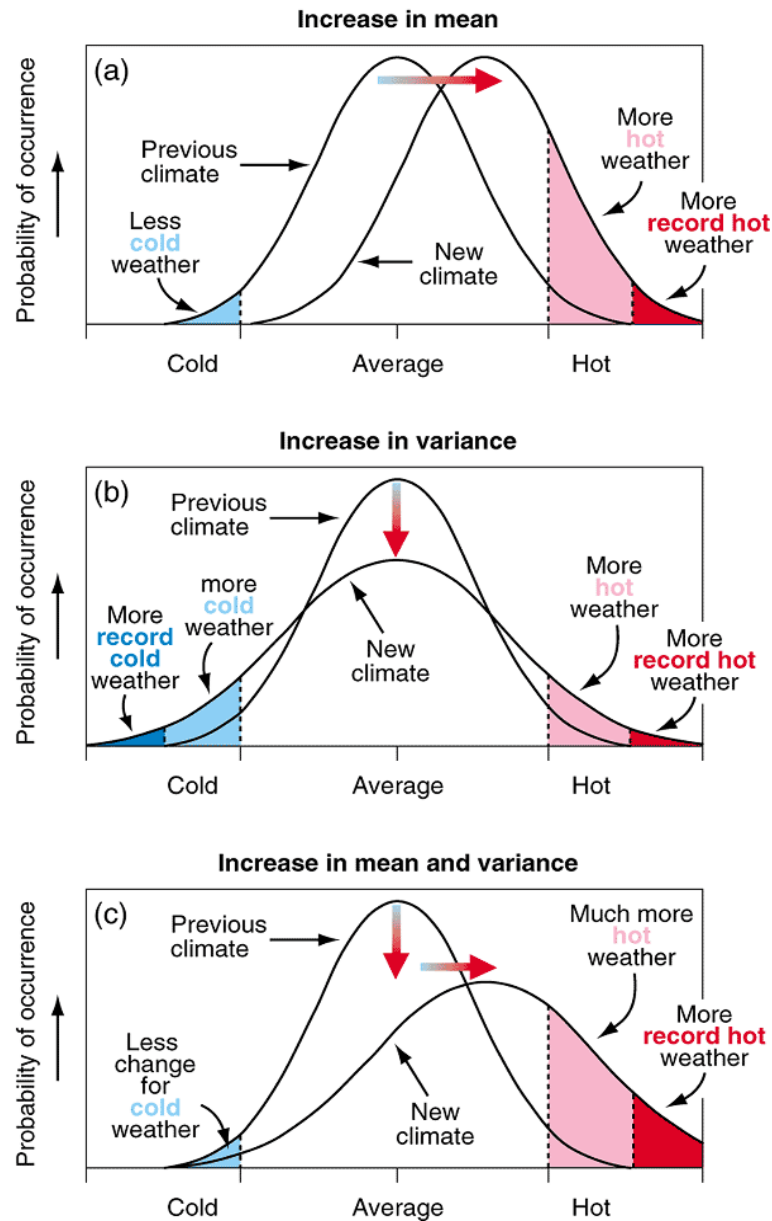 Increase in mean
(a)
Probability of occurrence
Previous
climate
Less
cold
weather
New
climate
More
hot
weather
More
record hot
weather
Cold
Average
Hot
Increase in variance
(b)
Probability of occurrence
Previous
climate
more
cold
weather
More
record
cold
weather
New
climate
More
hot
weather
More
record hot
weather
Cold
Average
Hot
Increase in mean and variance
(c)
Probability of occurrence
Previous
climate
Less
change
for
cold
weather
New
climate
Much more
hot
weather
More
record hot
weather
Cold
Average
Hot